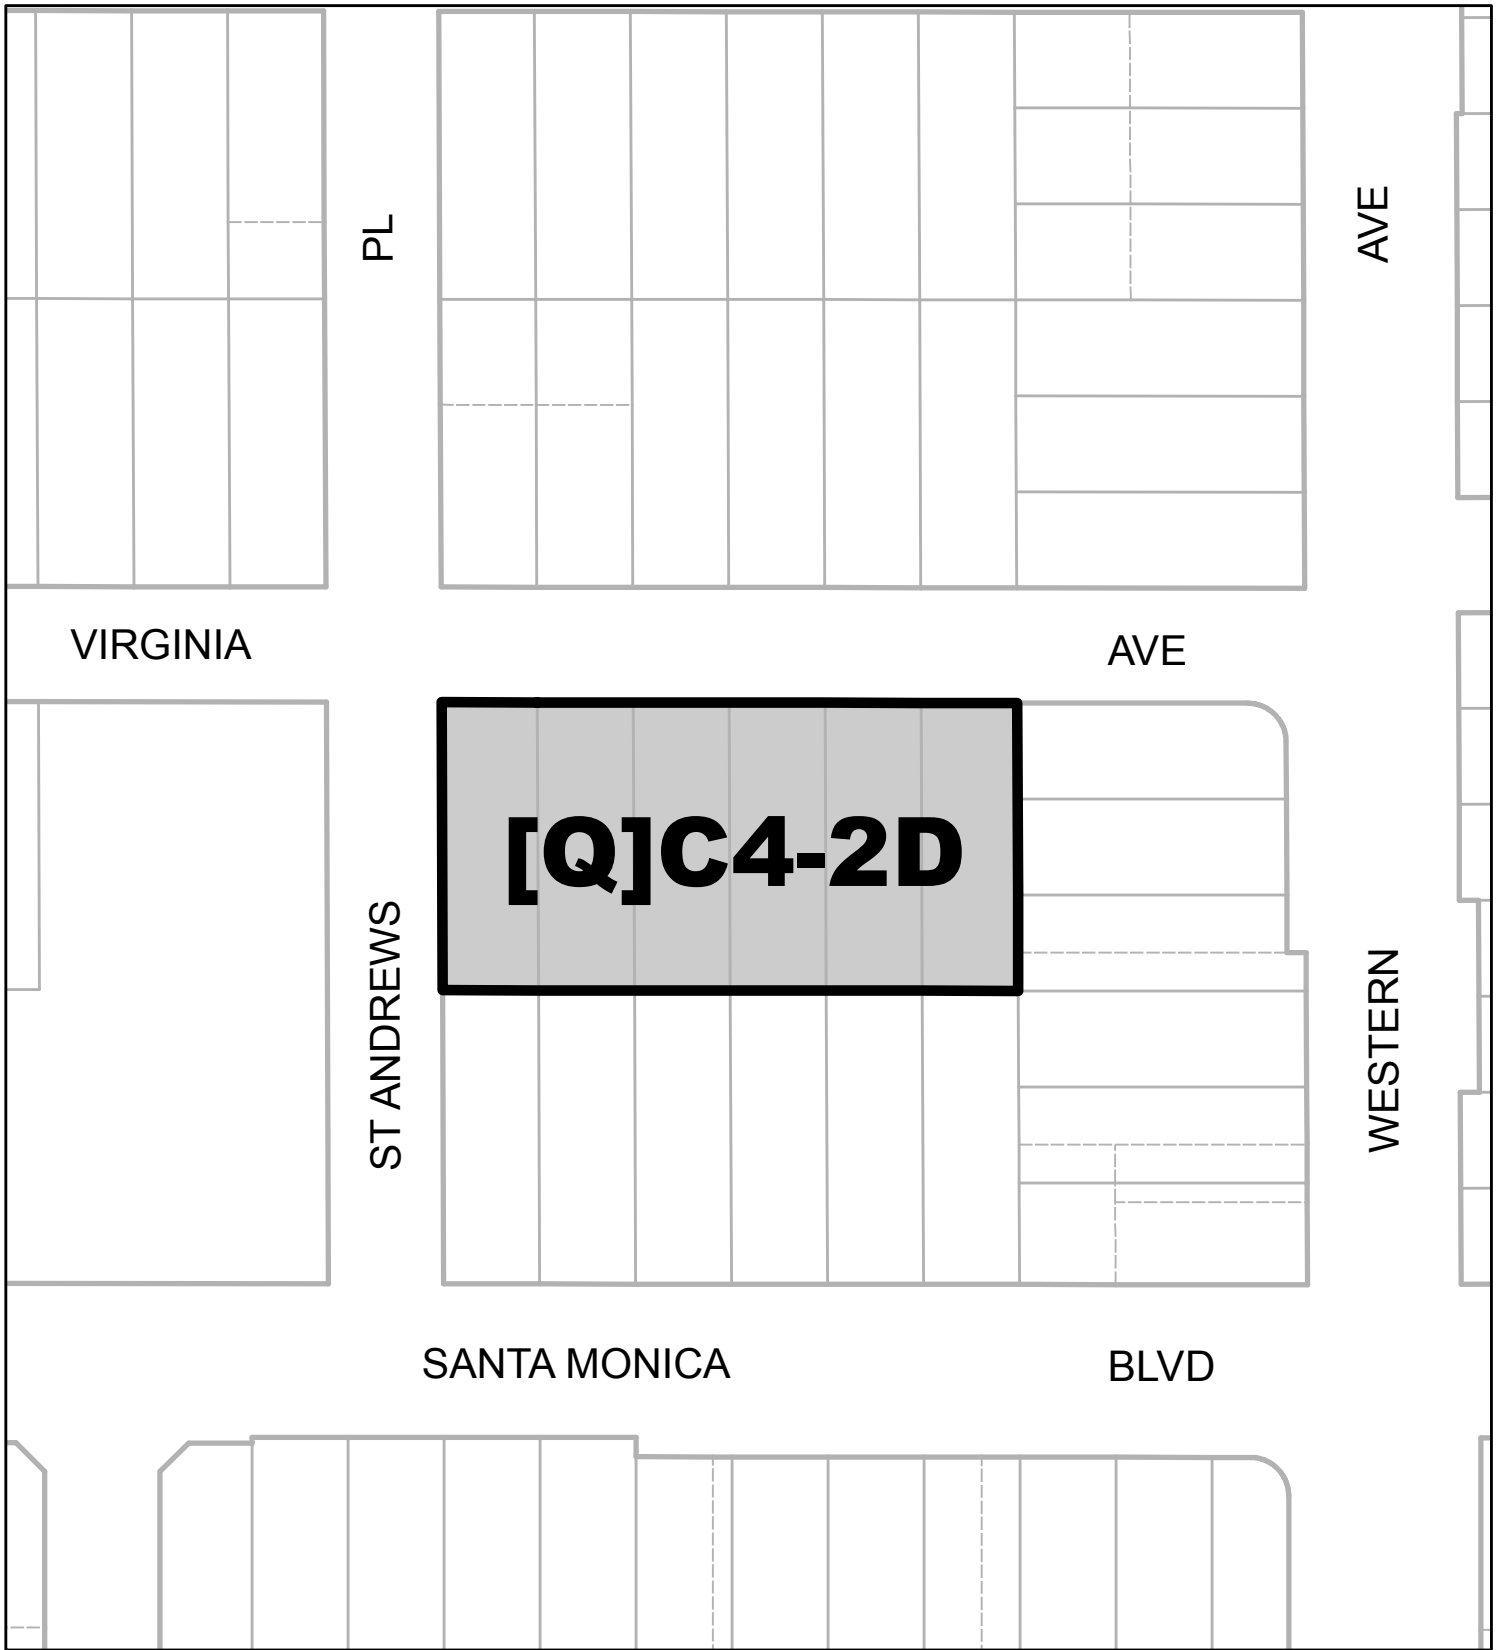 PL
AVE
VIRGINIA
AVE
[Q]C4-2D
ST ANDREWS
WESTERN
SANTA MONICA
BLVD